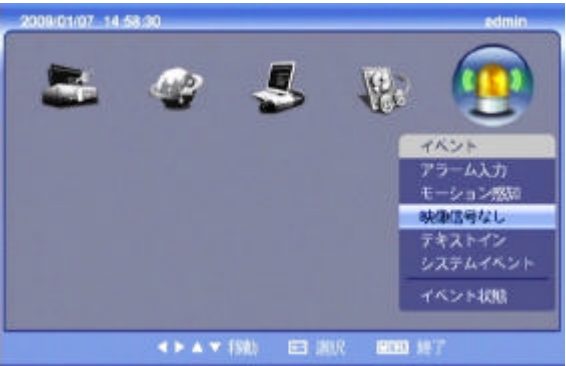 2009/01/07 14:58:30 admin
イベント
アラーム入力
モーション感知
映像信号なし
テキストイン
システムイベント
イベント状態
移動 選択 MENU 終了